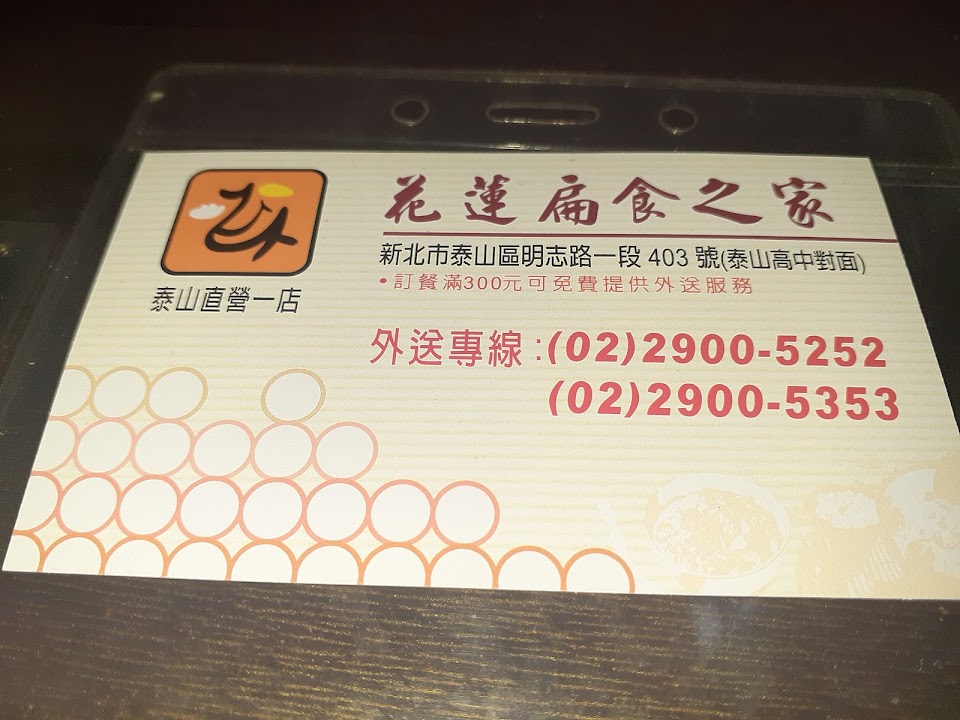 花蓮扁食之家
新北市泰山區明志路一段 403 號(泰山高中對面)
•訂餐滿300元可免費提供外送服務
泰山直營一店
外送專線:(02)2900-5252
(02)2900-5353